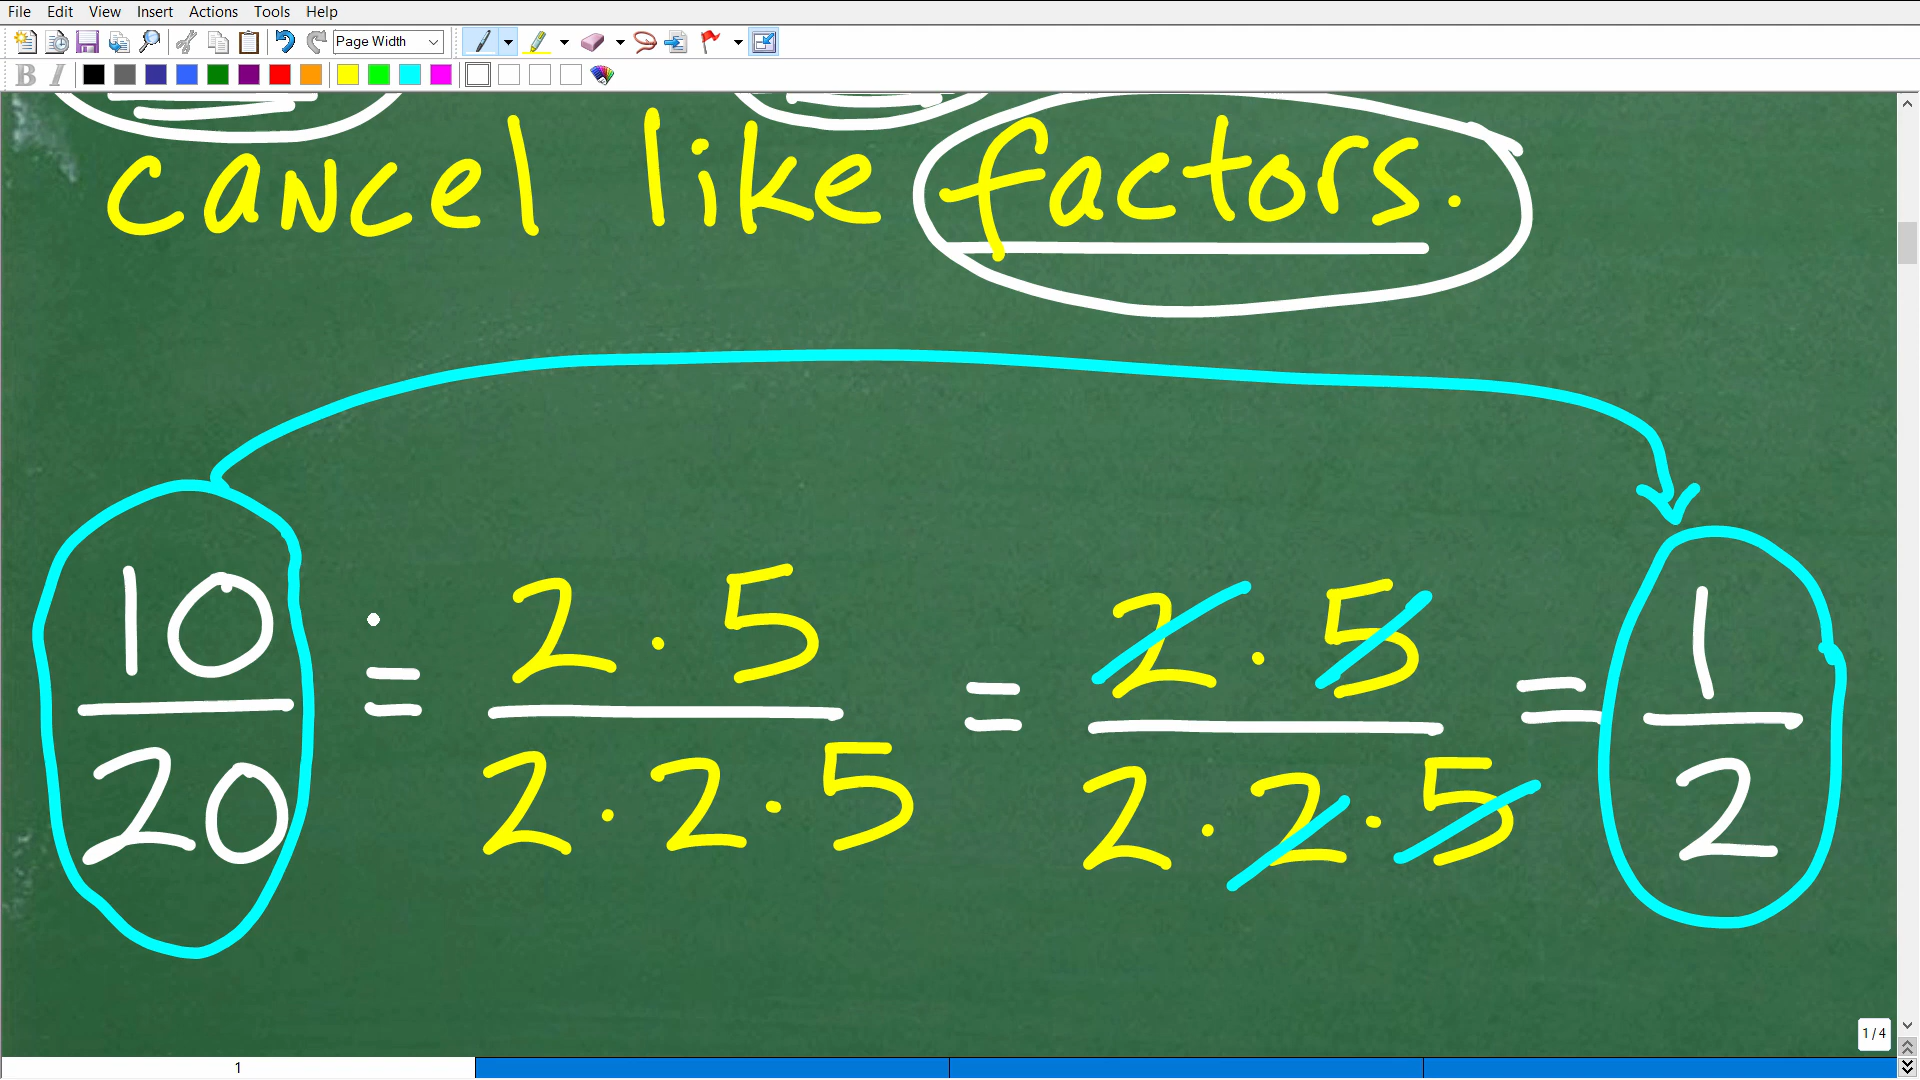 File Edit View Insert Actions Tools Help
Page Width
B I
cancel like factors.
10/20 = 2 · 5 / 2 · 2 · 5 = 2 · 5 / 2 · 2 · 5 = 1/2
1 / 4
1